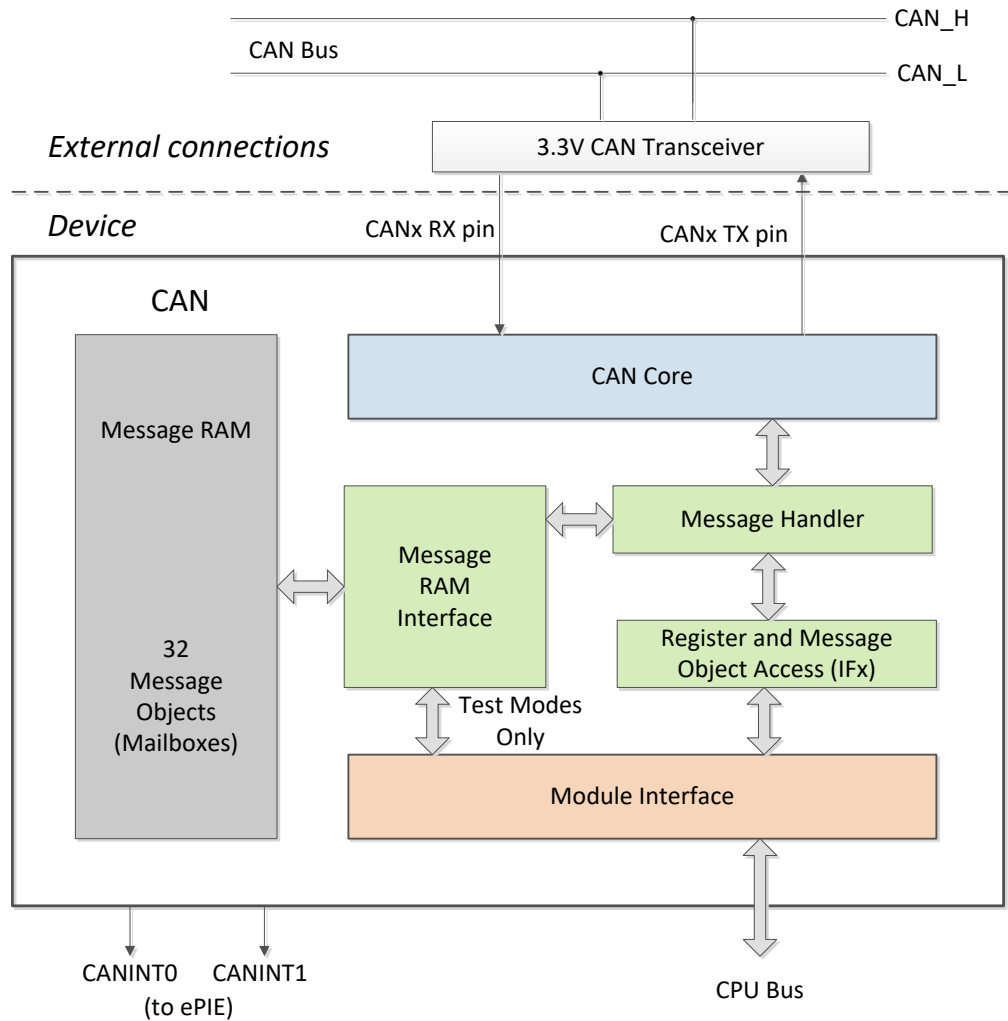 CAN_H
CAN Bus
CAN_L
External connections
3.3V CAN Transceiver
Device
CANx RX pin
CANx TX pin
CAN
CAN Core
Message RAM
Message Handler
Message
RAM
Interface
32
Message
Objects
(Mailboxes)
Register and Message
Object Access (IFx)
Test Modes
Only
Module Interface
CANINT0
CANINT1
(to ePIE)
CPU Bus